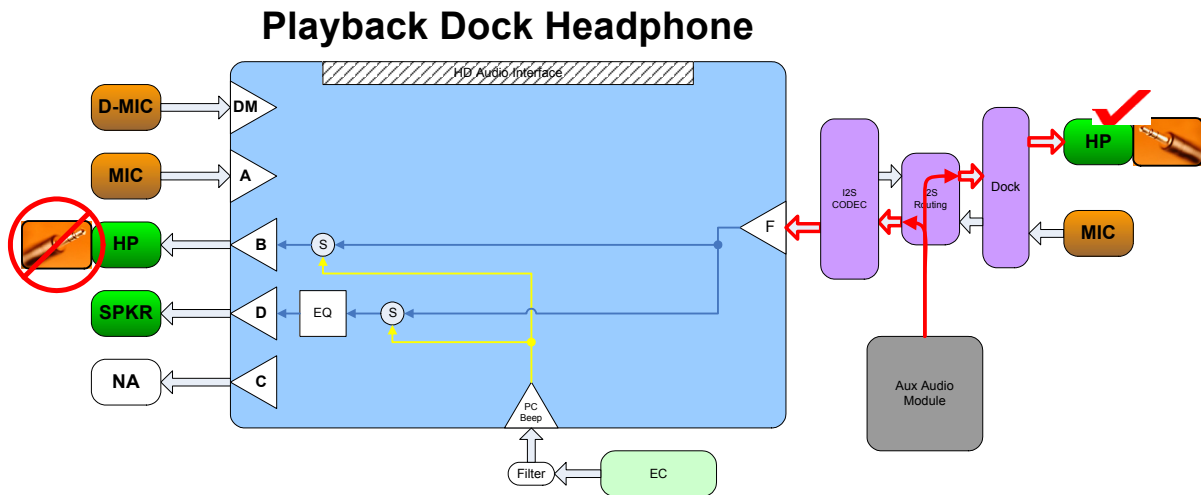 Playback Dock Headphone
HD Audio Interface
D-MIC
DM
MIC
A
HP
B
S
SPKR
D
EQ
S
NA
C
PC
Beep
Filter
EC
F
I2S
CODEC
I2S
Routing
Dock
HP
MIC
Aux Audio
Module